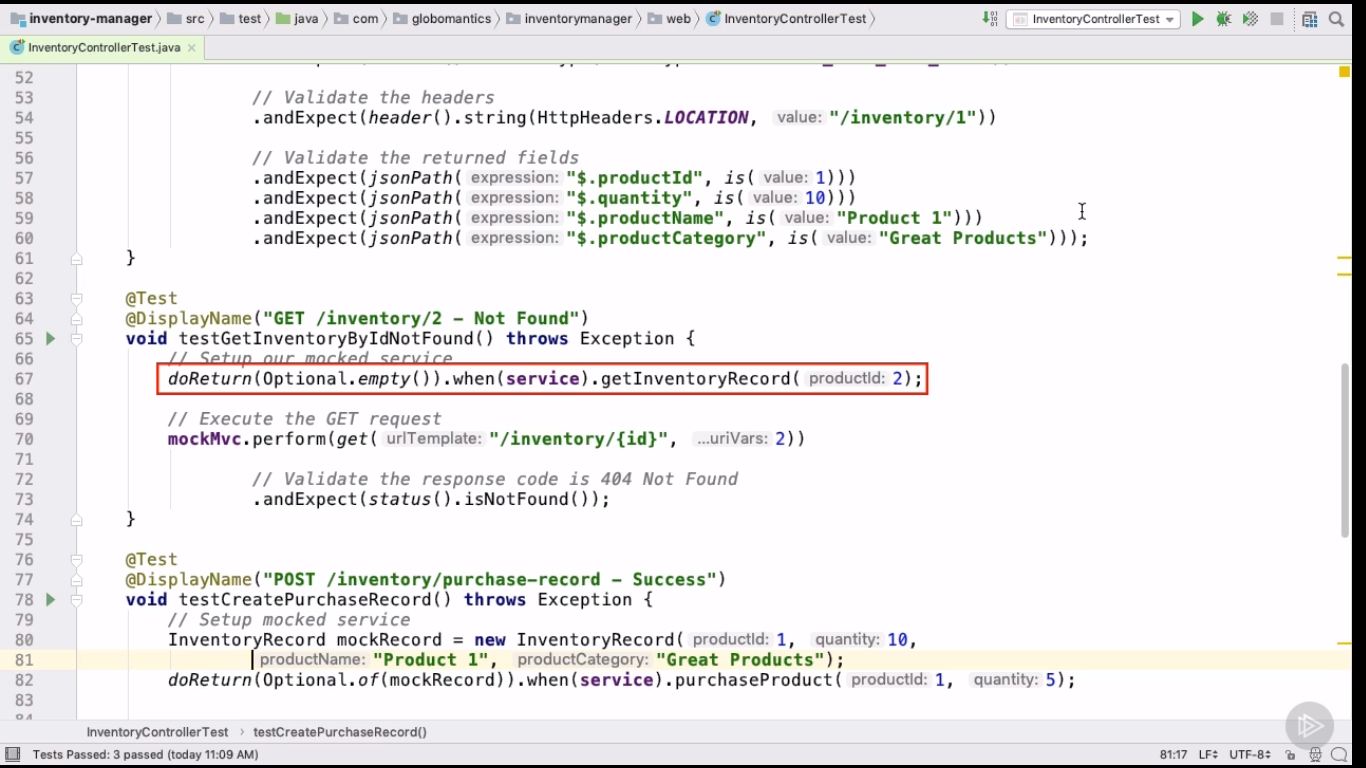 inventory-manager src test java com globomantics inventorymanager web InventoryControllerTest InventoryControllerTest
InventoryControllerTest.java
52
53 // Validate the headers
54 .andExpect(header().string(HttpHeaders.LOCATION, value: "/inventory/1"))
55
56 // Validate the returned fields
57 .andExpect(jsonPath( expression: "$.productId", is( value: 1)))
58 .andExpect(jsonPath( expression: "$.quantity", is( value: 10)))
59 .andExpect(jsonPath( expression: "$.productName", is( value: "Product 1")))
60 .andExpect(jsonPath( expression: "$.productCategory", is( value: "Great Products")));
61 }
62
63 @Test
64 @DisplayName("GET /inventory/2 - Not Found")
65 void testGetInventoryByIdNotFound() throws Exception {
66 // Setup our mocked service
67 doReturn(Optional.empty()).when(service).getInventoryRecord( productId: 2);
68
69 // Execute the GET request
70 mockMvc.perform(get( urlTemplate: "/inventory/{id}", ...uriVars: 2))
71
72 // Validate the response code is 404 Not Found
73 .andExpect(status().isNotFound());
74 }
75
76 @Test
77 @DisplayName("POST /inventory/purchase-record - Success")
78 void testCreatePurchaseRecord() throws Exception {
79 // Setup mocked service
80 InventoryRecord mockRecord = new InventoryRecord( productId: 1, quantity: 10,
81 productName: "Product 1", productCategory: "Great Products");
82 doReturn(Optional.of(mockRecord)).when(service).purchaseProduct( productId: 1, quantity: 5);
83
84
InventoryControllerTest › testCreatePurchaseRecord()
Tests Passed: 3 passed (today 11:09 AM) 81:17 LF UTF-8